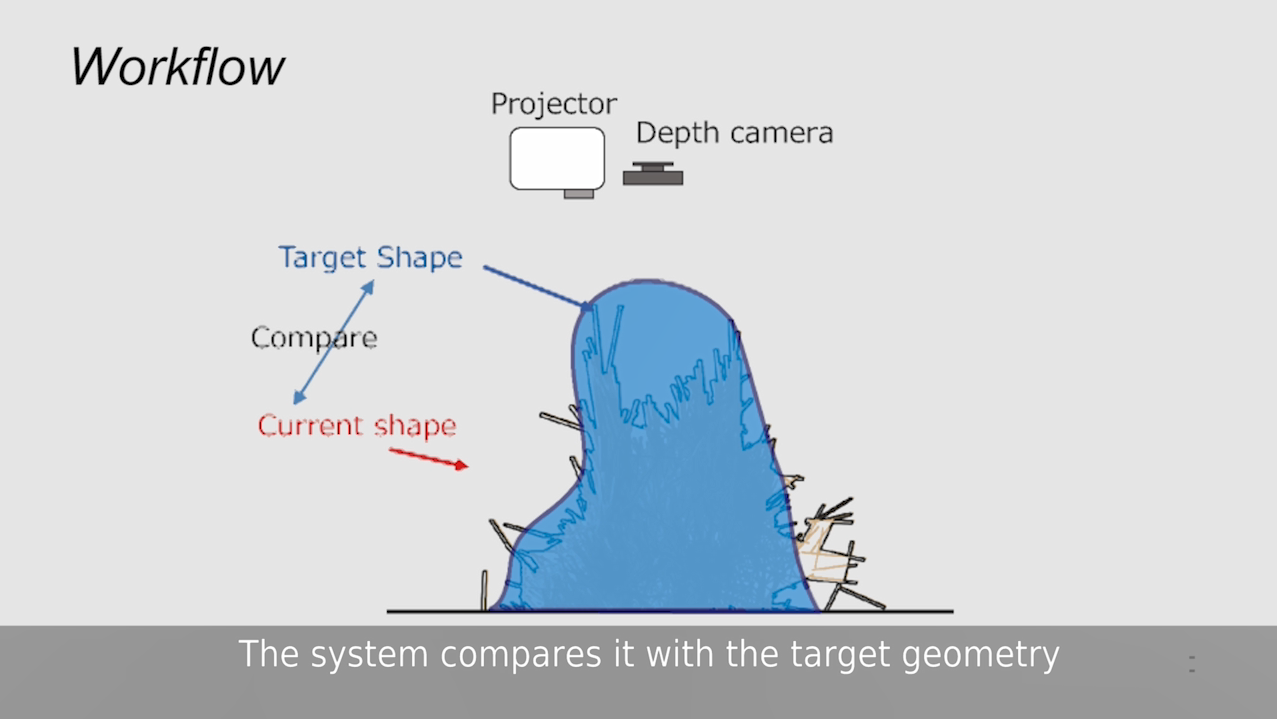 Workflow
Projector
Depth camera
Target Shape
Compare
Current shape
The system compares it with the target geometry